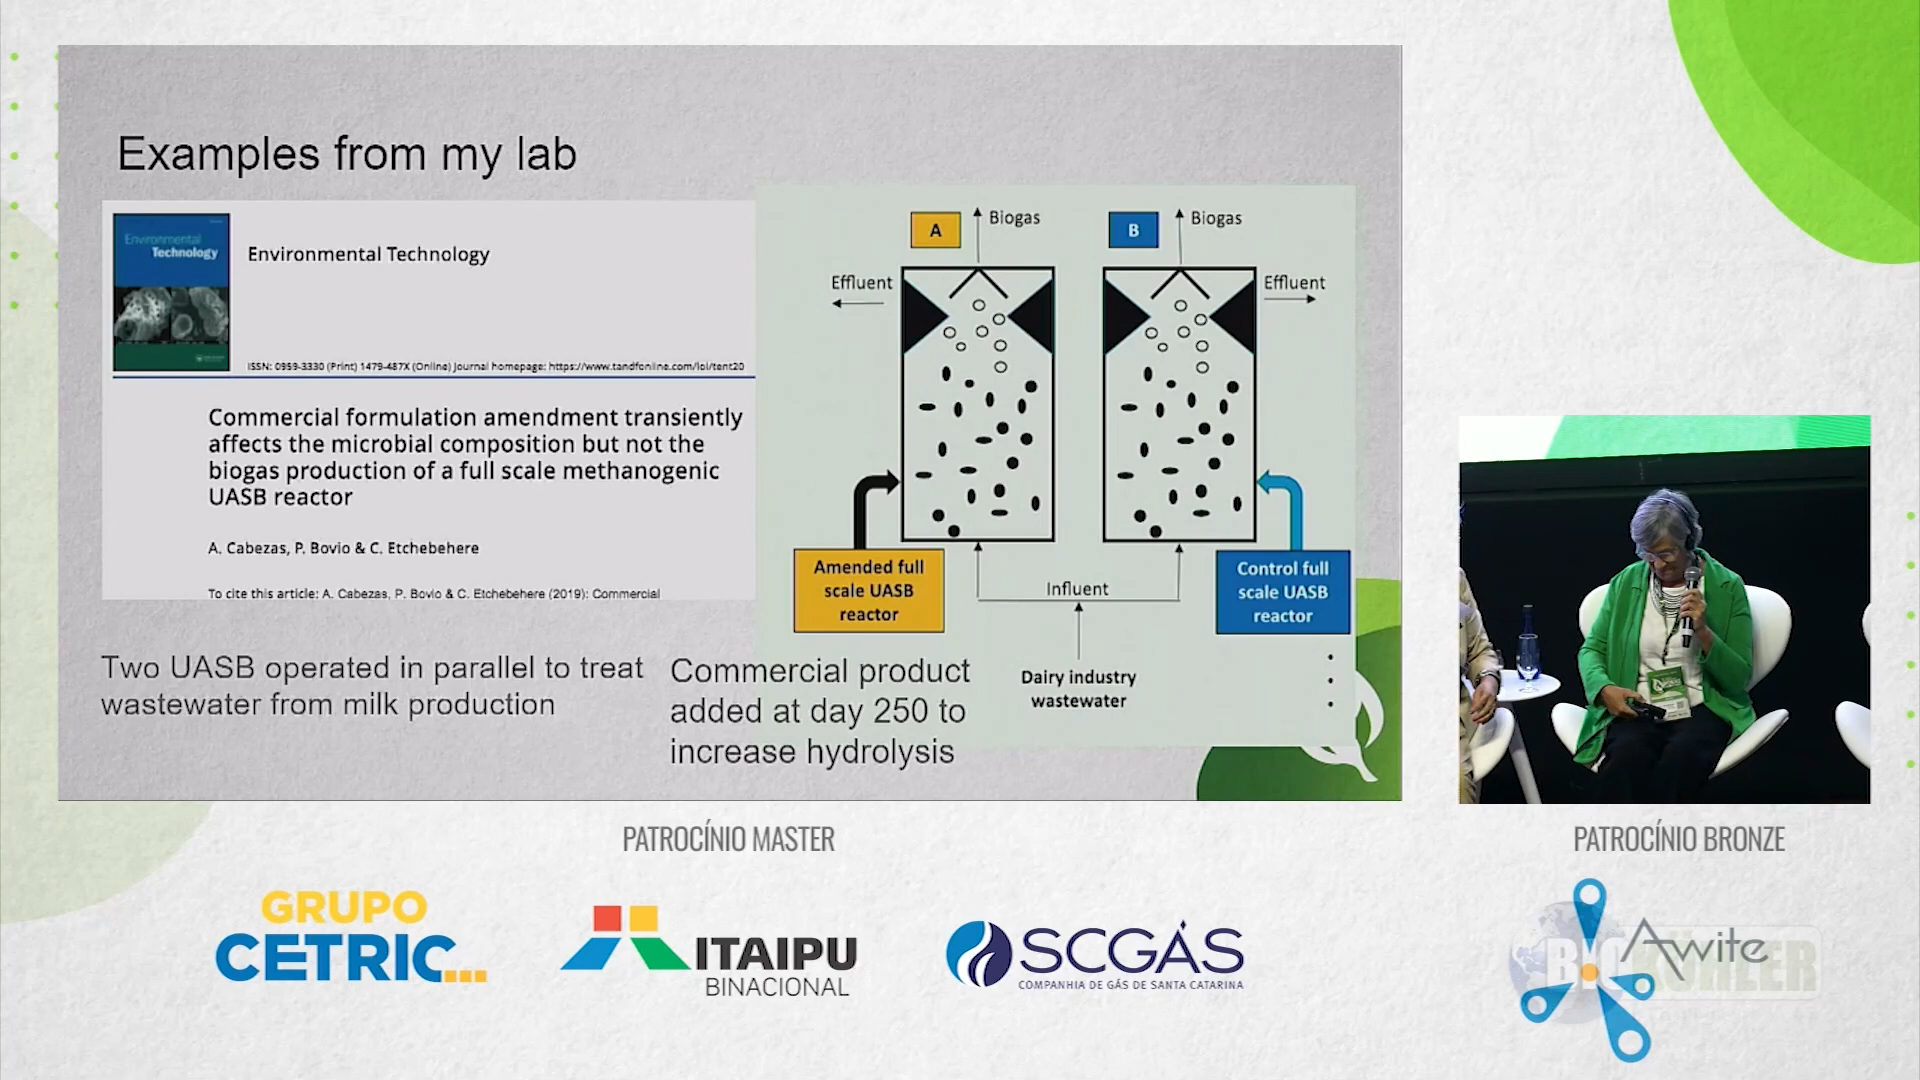 Examples from my lab
Environmental
Technology
Environmental Technology
ISSN: 0959-3330 (Print) 1479-487X (Online) Journal homepage: https://www.tandfonline.com/loi/tent20
Commercial formulation amendment transiently
affects the microbial composition but not the
biogas production of a full scale methanogenic
UASB reactor
A. Cabezas, P. Bovio & C. Etchebehere
To cite this article: A. Cabezas, P. Bovio & C. Etchebehere (2019): Commercial
Two UASB operated in parallel to treat
wastewater from milk production
Commercial product
added at day 250 to
increase hydrolysis
A
Biogas
B
Biogas
Effluent
Effluent
Amended full
scale UASB
reactor
Influent
Control full
scale UASB
reactor
Dairy industry
wastewater
PATROCÍNIO MASTER
PATROCÍNIO BRONZE
GRUPO
CETRIC...
ITAIPU
BINACIONAL
SCGÁS
COMPANHIA DE GÁS DE SANTA CATARINA
Awite